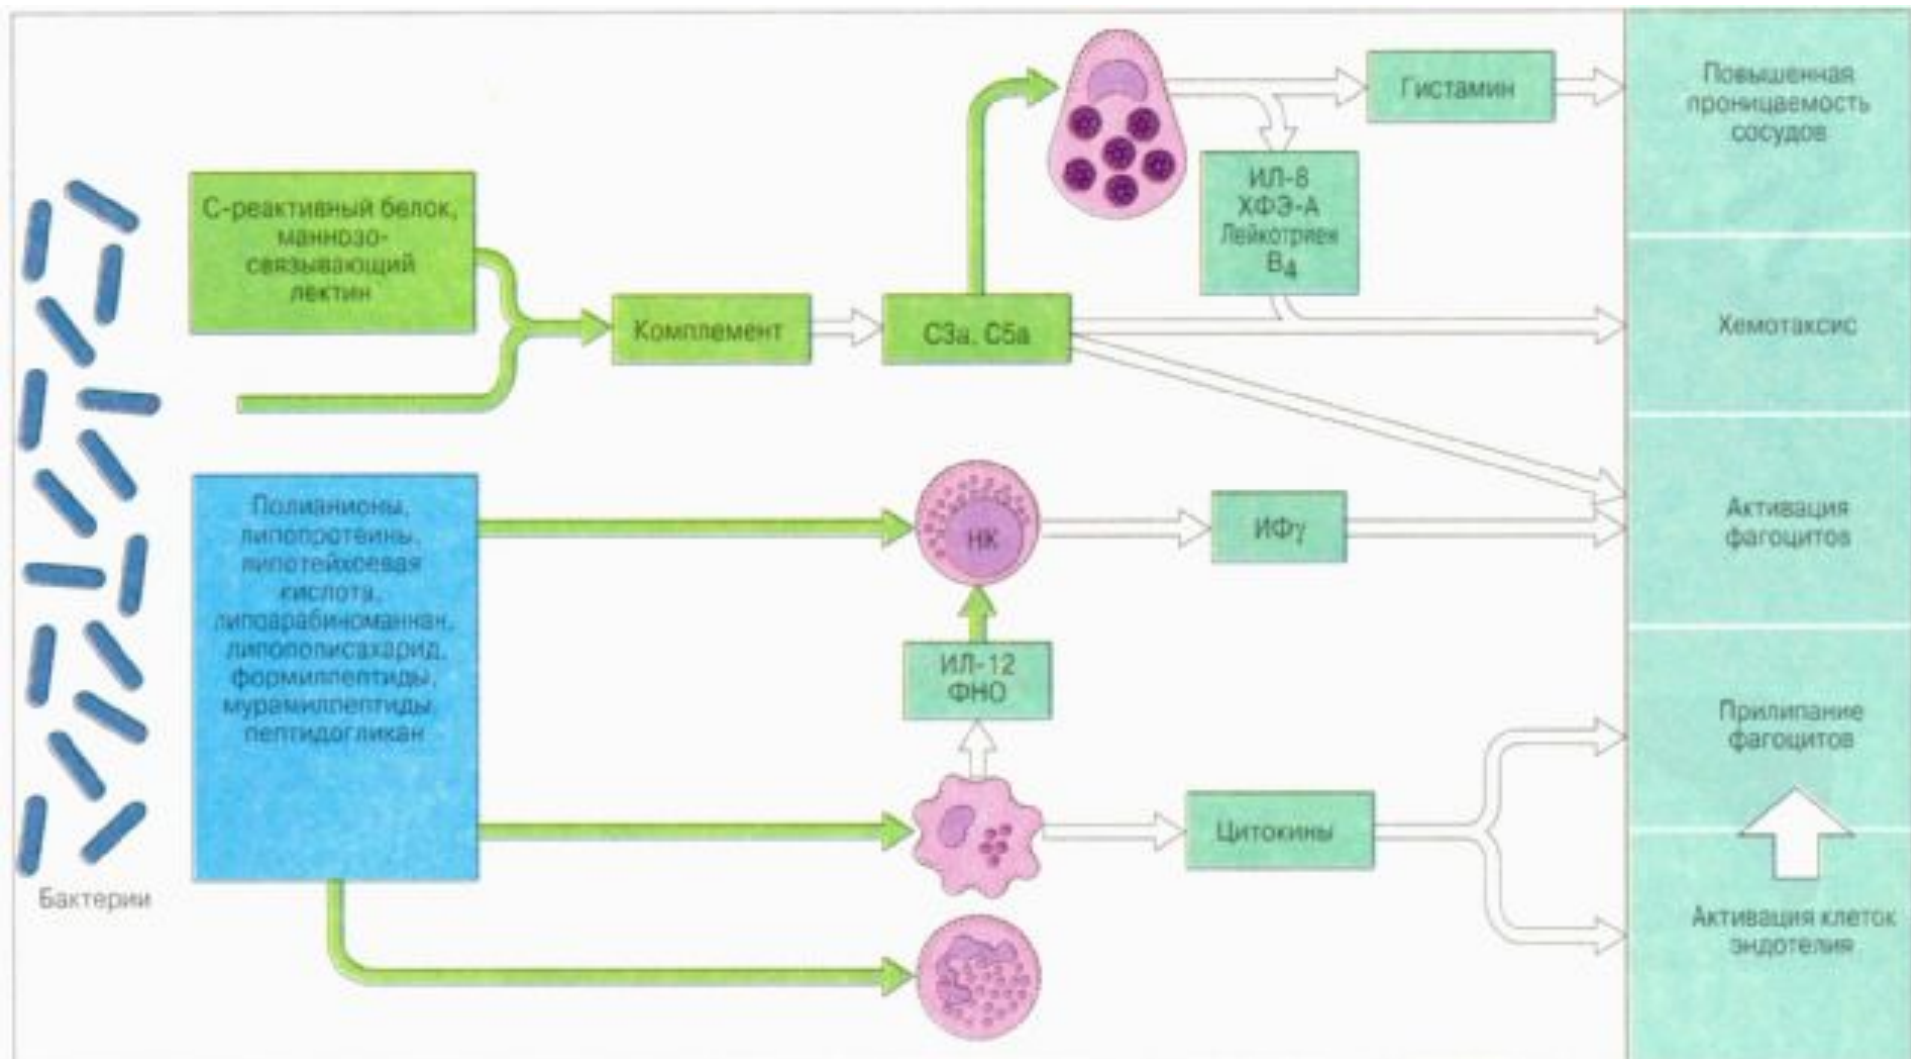 Повышенная
проницаемость
сосудов
Гистамин
ИЛ-8
ХФЭ-А
Лейкотриен
B4
С-реактивный белок,
маннозо-
связывающий
лектин
Комплемент
С3а, С5а
Хемотаксис
Полианионы,
липопротеины,
липотейхоевая
кислота,
липоарабиноманнан,
липополисахарид,
формилпептиды,
мурамилпептиды,
пептидогликан
НК
ИФγ
Активация
фагоцитов
ИЛ-12
ФНО
Прилипание
фагоцитов
Цитокины
Бактерии
Активация клеток
эндотелия